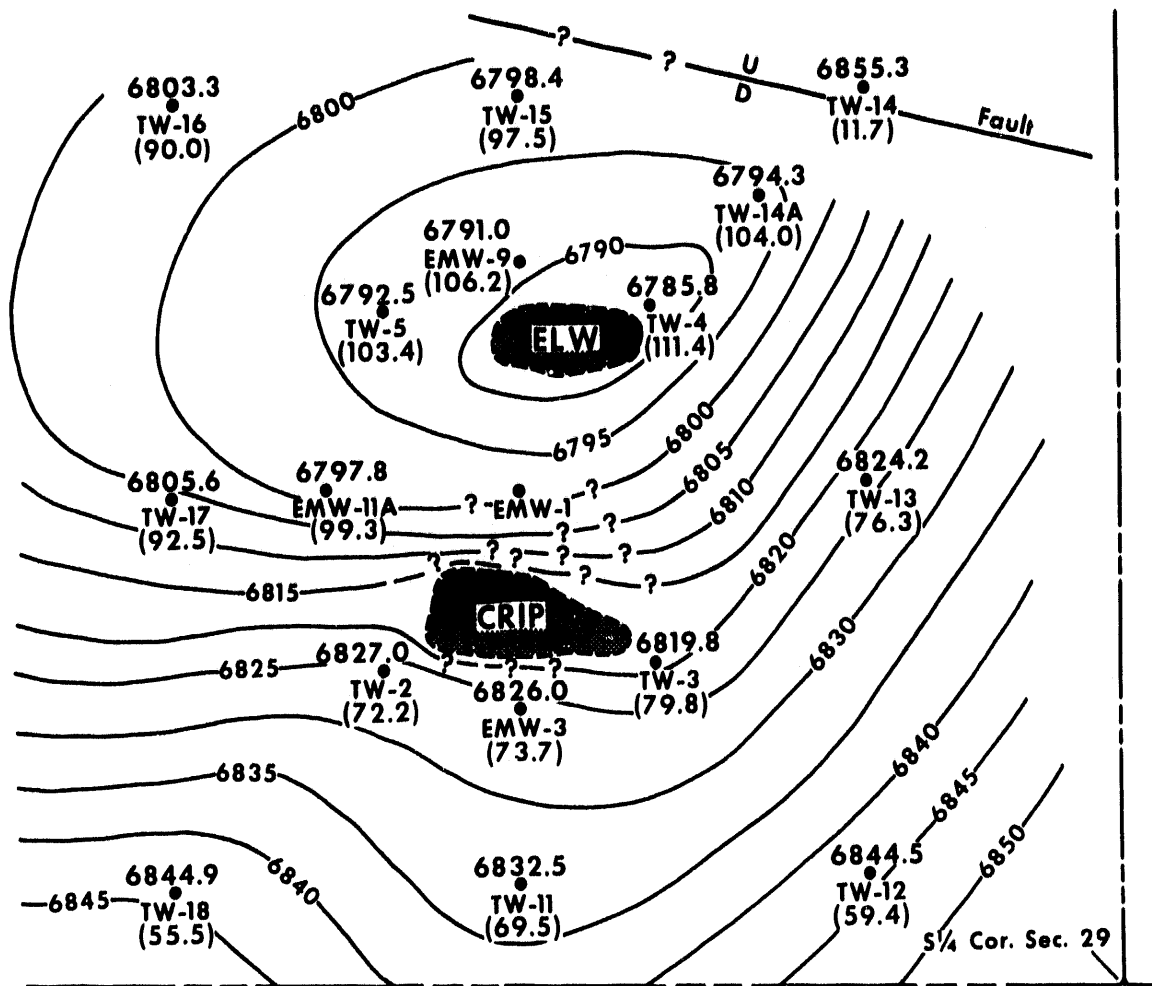 ?
?
U
D
6803.3
TW-16
(90.0)
6800
6798.4
TW-15
(97.5)
6855.3
TW-14
(11.7)
Fault
6794.3
TW-14A
(104.0)
6791.0
EMW-9
(106.2)
6790
6792.5
TW-5
(103.4)
ELW
6785.8
TW-4
(111.4)
6795
6800
6805
6810
6805.6
TW-17
(92.5)
6797.8
EMW-11A
(99.3)
?
EMW-1
?
6824.2
TW-13
(76.3)
? ?
? ? ? ? ?
? ?
6815
6820
CRIP
6825
6827.0
TW-2
(72.2)
? ? ?
6826.0
EMW-3
(73.7)
6819.8
TW-3
(79.8)
6830
6835
6840
6845
6850
6844.9
6845
TW-18
(55.5)
6840
6832.5
TW-11
(69.5)
6844.5
TW-12
(59.4)
S¼ Cor. Sec. 29